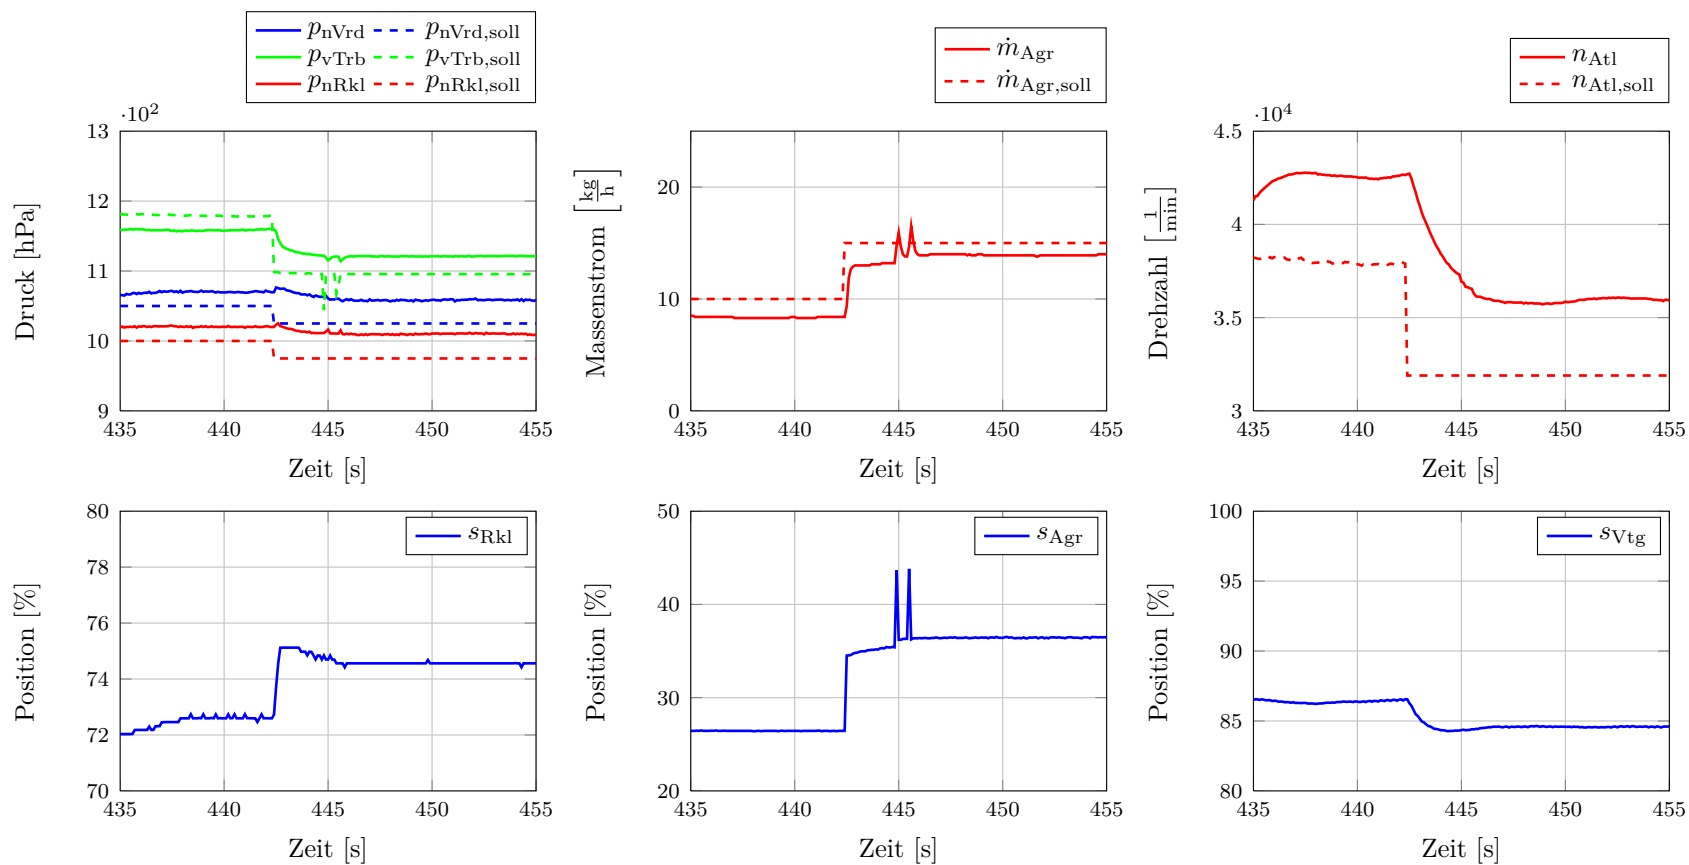 p_nVrd p_nVrd,soll
p_vTrb p_vTrb,soll
p_nRkl p_nRkl,soll
·10^2
13
12
11
10
9
435 440 445 450 455
Druck [hPa]
Zeit [s]
ṁ_Agr
ṁ_Agr,soll
20
10
0
435 440 445 450 455
Massenstrom [kg/h]
Zeit [s]
n_Atl
n_Atl,soll
·10^4
4.5
4
3.5
3
435 440 445 450 455
Drehzahl [1/min]
Zeit [s]
s_Rkl
80
78
76
74
72
70
435 440 445 450 455
Position [%]
Zeit [s]
s_Agr
50
40
30
20
435 440 445 450 455
Position [%]
Zeit [s]
s_Vtg
100
95
90
85
80
435 440 445 450 455
Position [%]
Zeit [s]